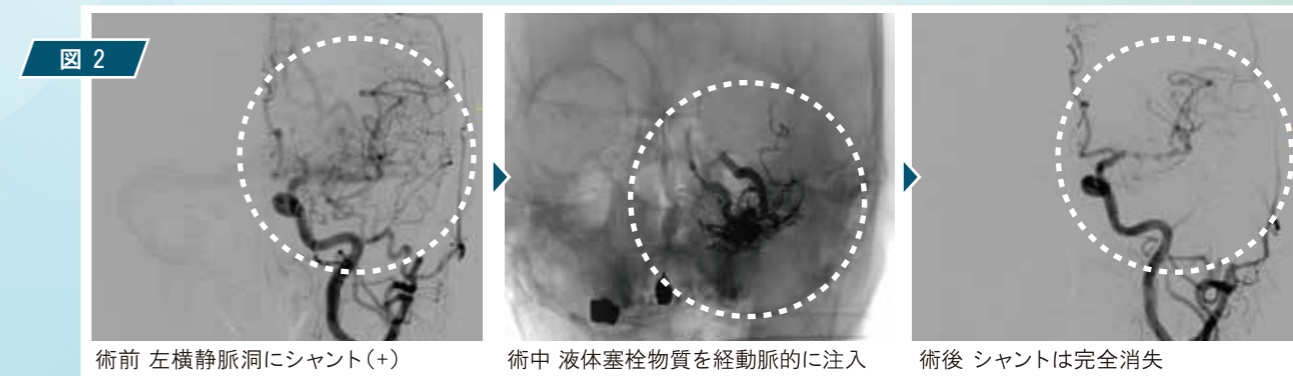 図 2
術前 左横静脈洞にシャント(+)
術中 液体塞栓物質を経動脈的に注入
術後 シャントは完全消失